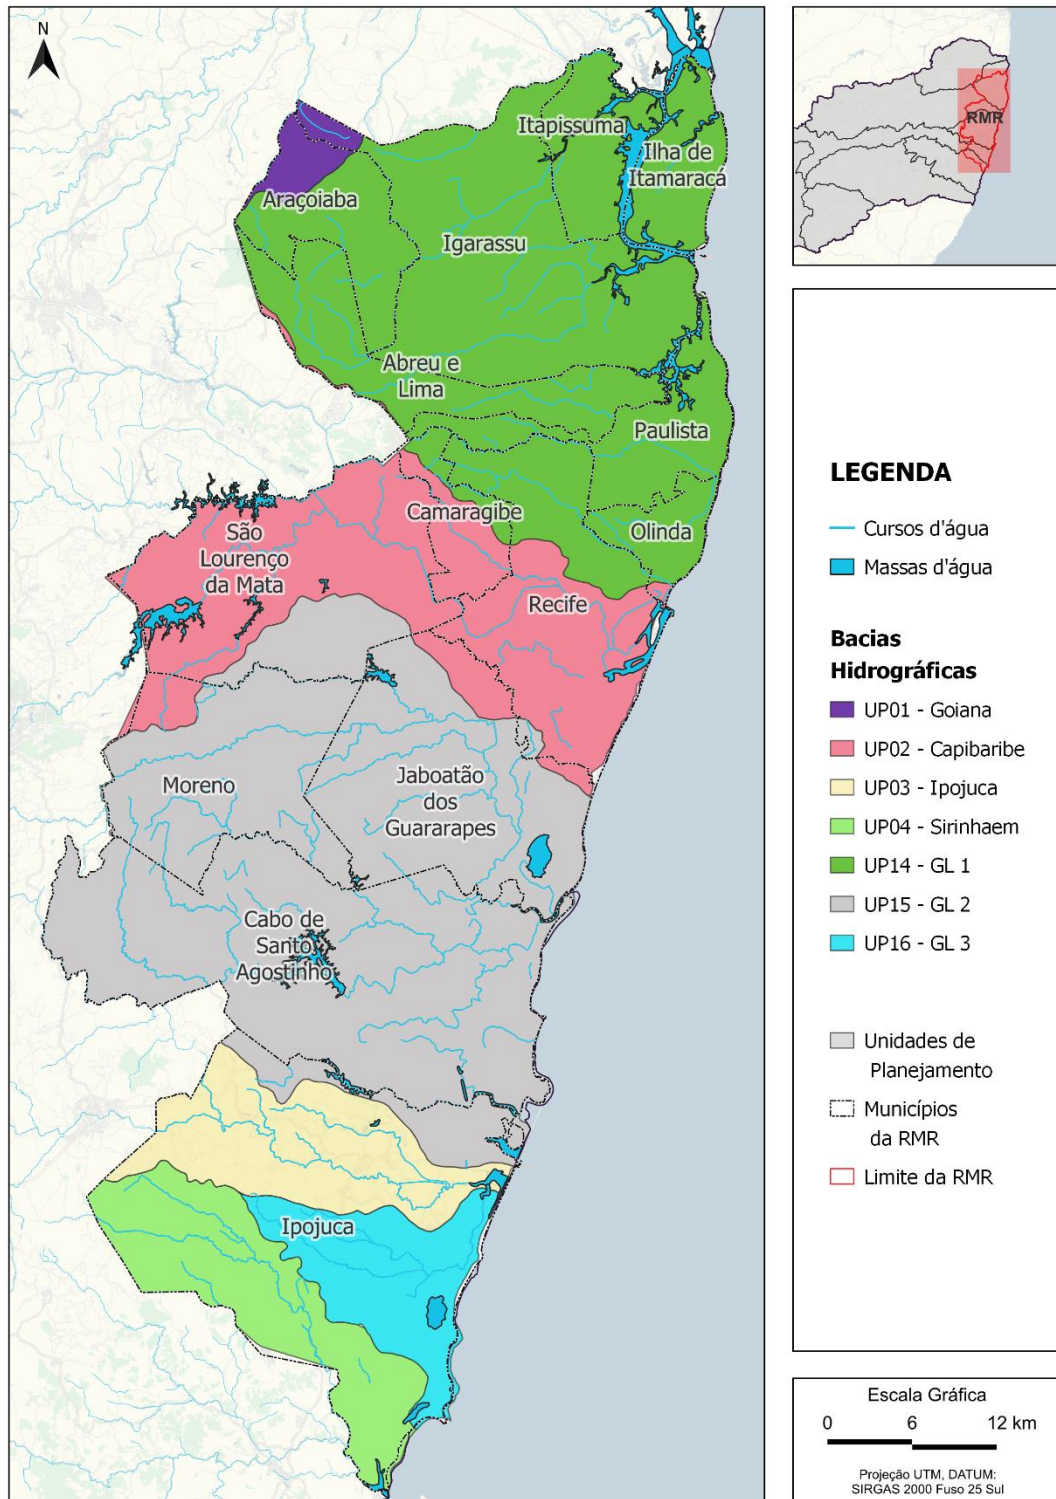 N
Itapissuma
Ilha de
Itamaracá
Araçoiaba
Igarassu
Abreu e
Lima
Paulista
Camaragibe
Olinda
São
Lourenço
da Mata
Recife
Moreno
Jaboatão
dos
Guararapes
Cabo de
Santo
Agostinho
Ipojuca
RMR
LEGENDA
Cursos d'água
Massas d'água
Bacias
Hidrográficas
UP01 - Goiana
UP02 - Capibaribe
UP03 - Ipojuca
UP04 - Sirinhaem
UP14 - GL 1
UP15 - GL 2
UP16 - GL 3
Unidades de
Planejamento
Municípios
da RMR
Limite da RMR
Escala Gráfica
0 6 12 km
Projeção UTM, DATUM:
SIRGAS 2000 Fuso 25 Sul